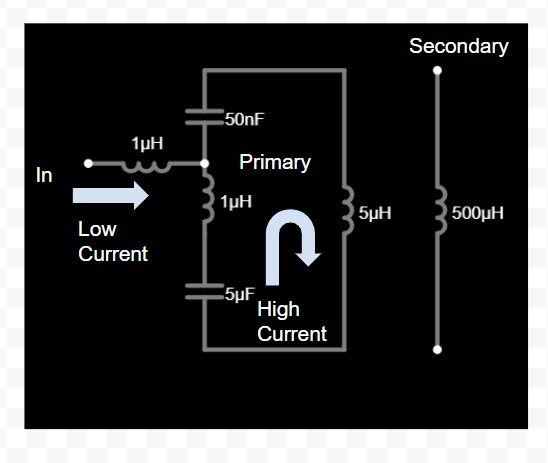 Secondary
50nF
1μH
Primary
In
1μH
5μH
500μH
Low
Current
5μF
High
Current